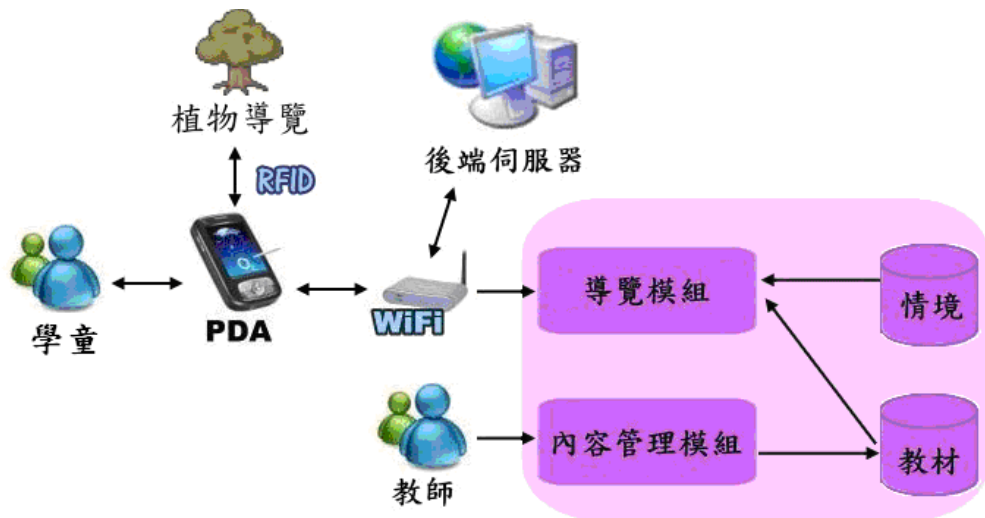 植物導覽
RFID
後端伺服器
學童
PDA
WiFi
導覽模組
情境
教師
內容管理模組
教材